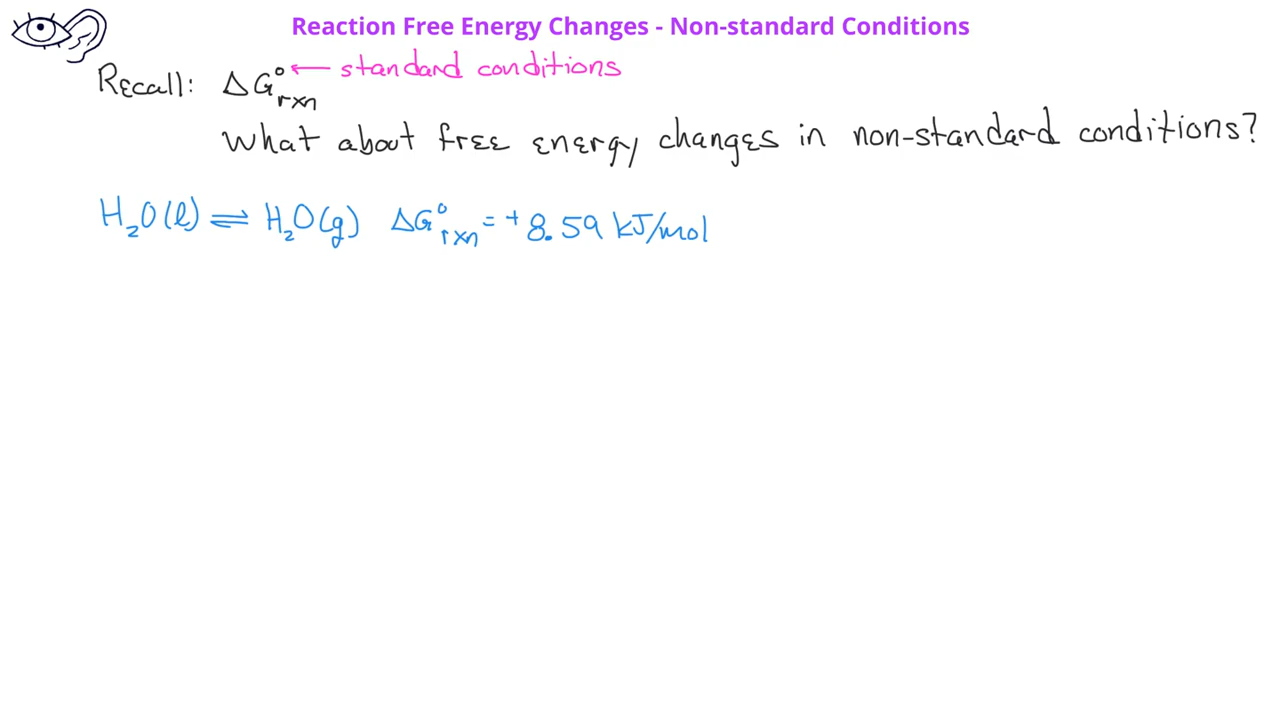 Reaction Free Energy Changes - Non-standard Conditions
Recall: ΔG°rxn ← standard conditions
What about free energy changes in non-standard conditions?
H₂O(l) ⇌ H₂O(g) ΔG°rxn = +8.59 kJ/mol